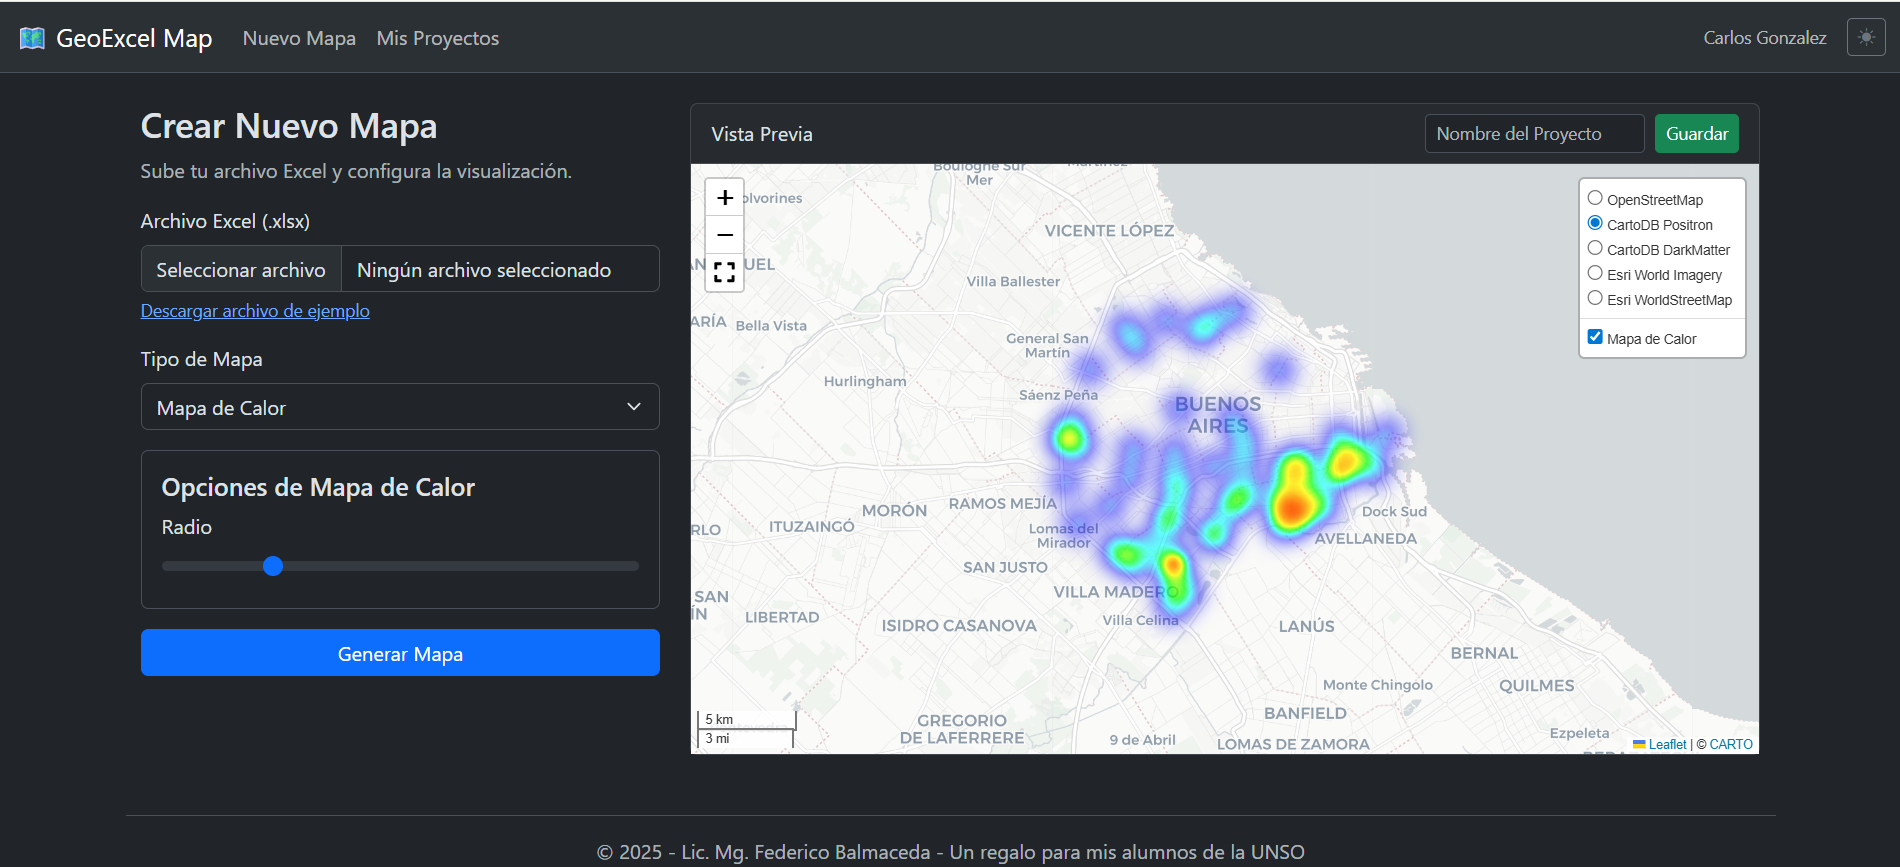 GeoExcel Map
Nuevo Mapa
Mis Proyectos
Carlos Gonzalez
Crear Nuevo Mapa
Sube tu archivo Excel y configura la visualización.
Archivo Excel (.xlsx)
Seleccionar archivo
Ningún archivo seleccionado
Descargar archivo de ejemplo
Tipo de Mapa
Mapa de Calor
Opciones de Mapa de Calor
Radio
Generar Mapa
Vista Previa
Nombre del Proyecto
Guardar
+
−
OpenStreetMap
CartoDB Positron
CartoDB DarkMatter
Esri World Imagery
Esri WorldStreetMap
Mapa de Calor
Boulogne Sur
Mer
olvorines
VICENTE LÓPEZ
UEL
Villa Ballester
ARÍA
Bella Vista
General San
Martín
Hurlingham
Sáenz Peña
BUENOS
AIRES
RAMOS MEJÍA
MORÓN
ITUZAINGÓ
RLO
Lomas del
Mirador
Dock Sud
AVELLANEDA
SAN JUSTO
VILLA MADERO
SAN
ÍN
LIBERTAD
ISIDRO CASANOVA
Villa Celina
LANÚS
BERNAL
Monte Chingolo
QUILMES
BANFIELD
GREGORIO
DE LAFERRERE
9 de Abril
LOMAS DE ZAMORA
Ezpeleta
5 km
3 mi
Leaflet | © CARTO
© 2025 - Lic. Mg. Federico Balmaceda - Un regalo para mis alumnos de la UNSO